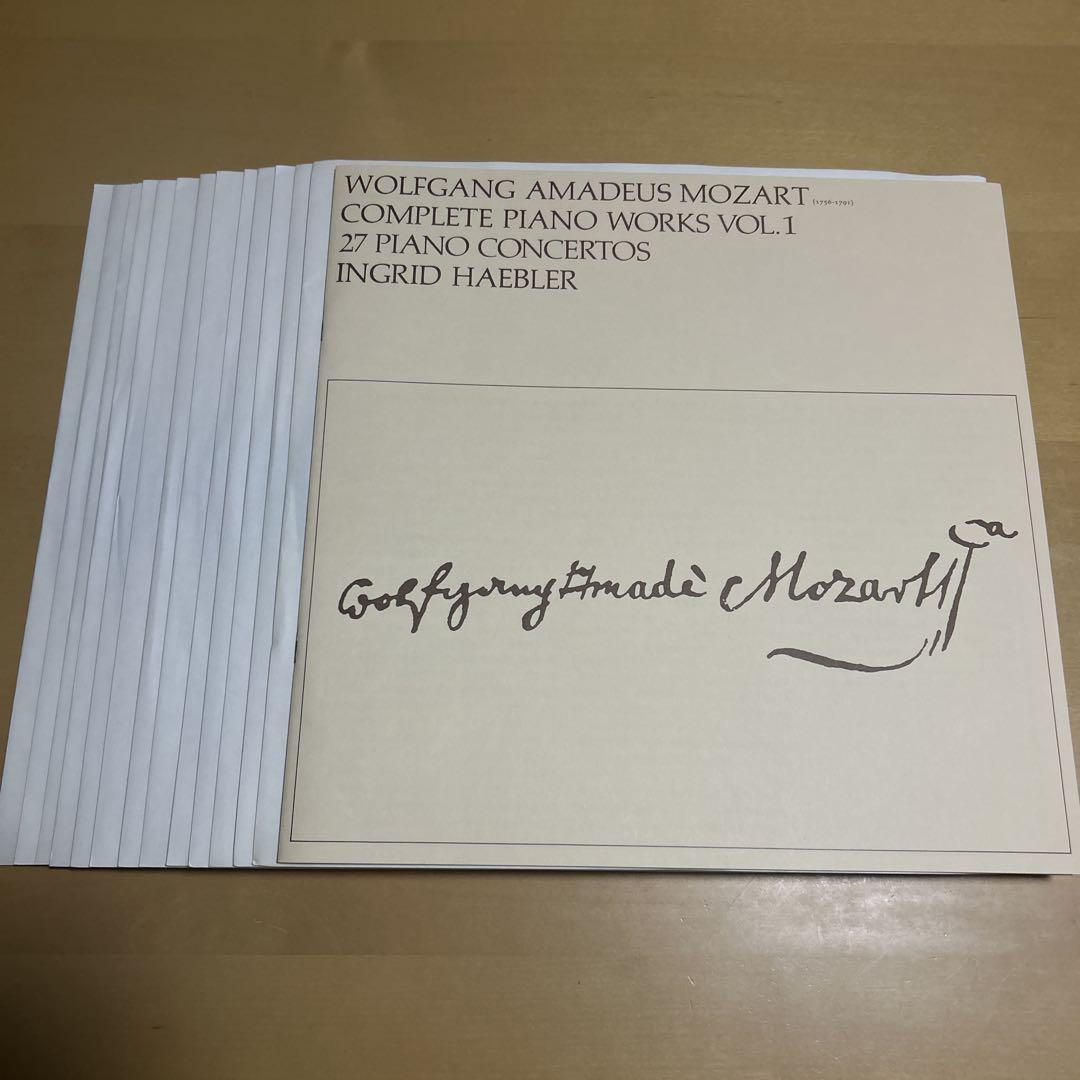 WOLFGANG AMADEUS MOZART (1756-1791)
COMPLETE PIANO WORKS VOL.1
27 PIANO CONCERTOS
INGRID HAEBLER
Wolfgang Amadè Mozart